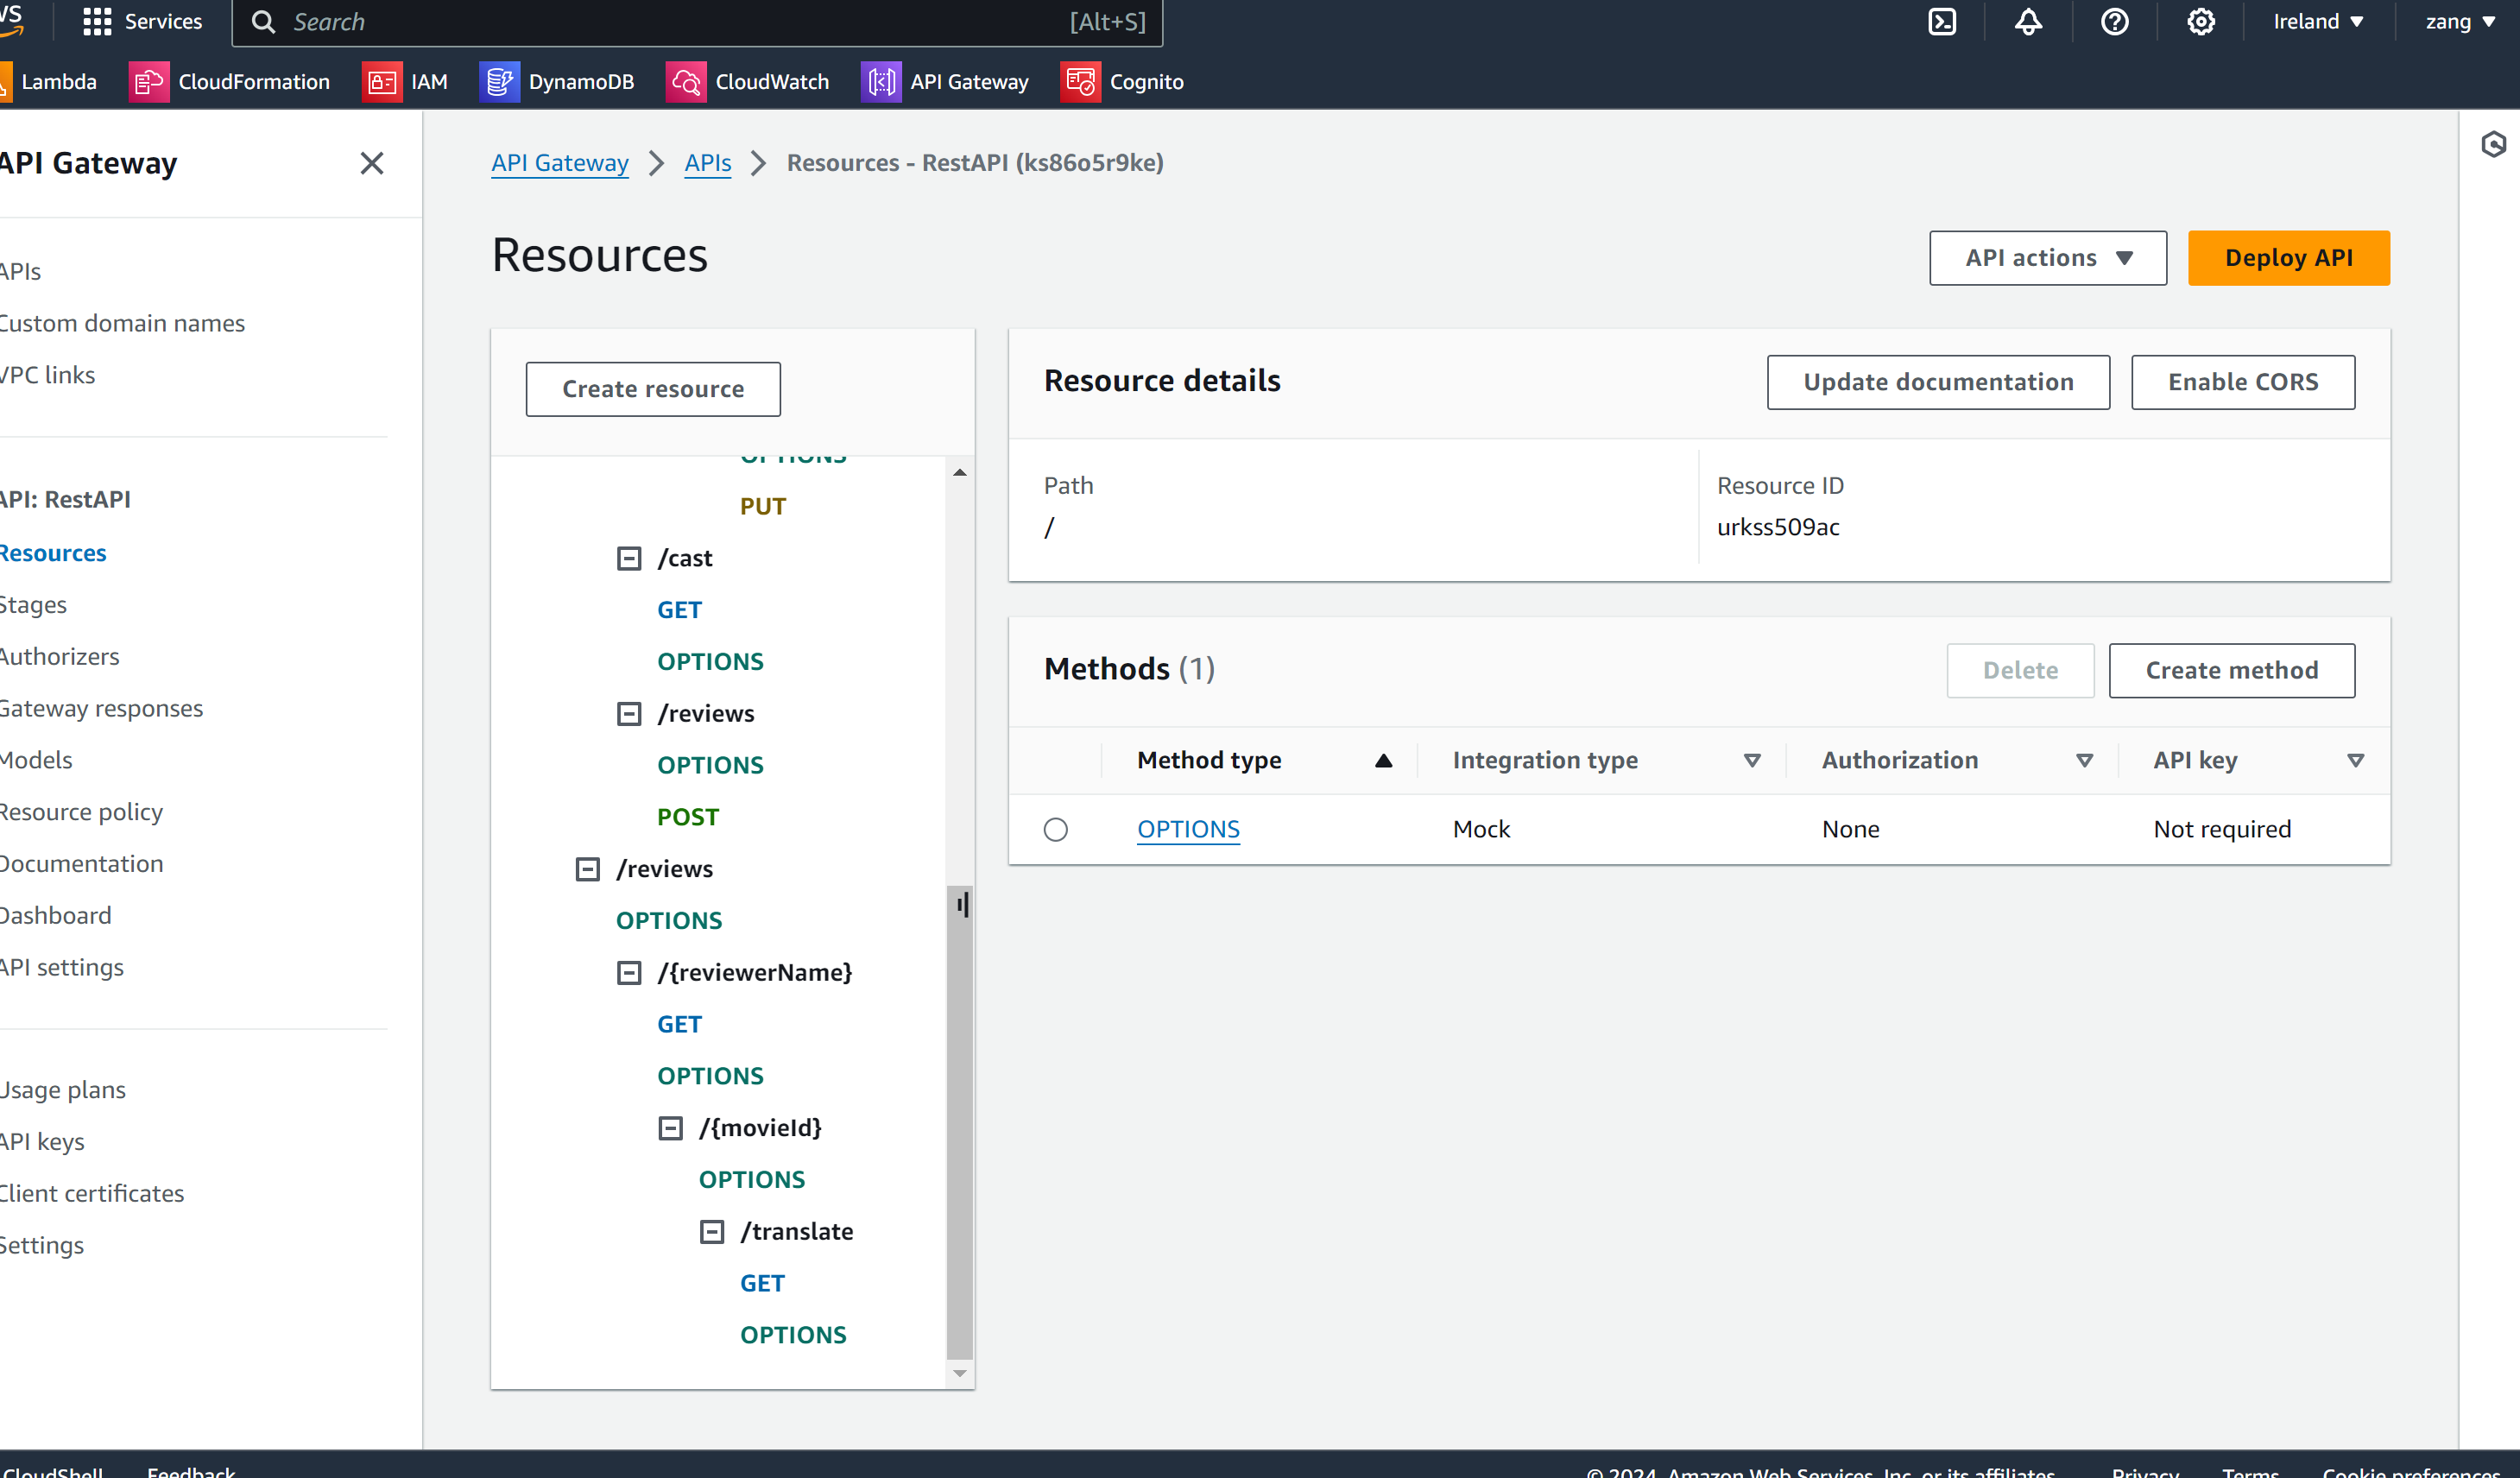 Services
Search [Alt+S]
Ireland
zang
Lambda
CloudFormation
IAM
DynamoDB
CloudWatch
API Gateway
Cognito
API Gateway
APIs
Custom domain names
VPC links
API: RestAPI
Resources
Stages
Authorizers
Gateway responses
Models
Resource policy
Documentation
Dashboard
API settings
Usage plans
API keys
Client certificates
Settings
API Gateway > APIs > Resources - RestAPI (ks86o5r9ke)
Resources
API actions
Deploy API
Create resource
OPTIONS
PUT
/cast
GET
OPTIONS
/reviews
OPTIONS
POST
/reviews
OPTIONS
/{reviewerName}
GET
OPTIONS
/{movieId}
OPTIONS
/translate
GET
OPTIONS
Resource details
Update documentation
Enable CORS
Path
/
Resource ID
urkss509ac
Methods (1)
Delete
Create method
Method type Integration type Authorization API key
OPTIONS Mock None Not required
CloudShell Feedback © 2024, Amazon Web Services, Inc. or its affiliates. Privacy Terms Cookie preferences